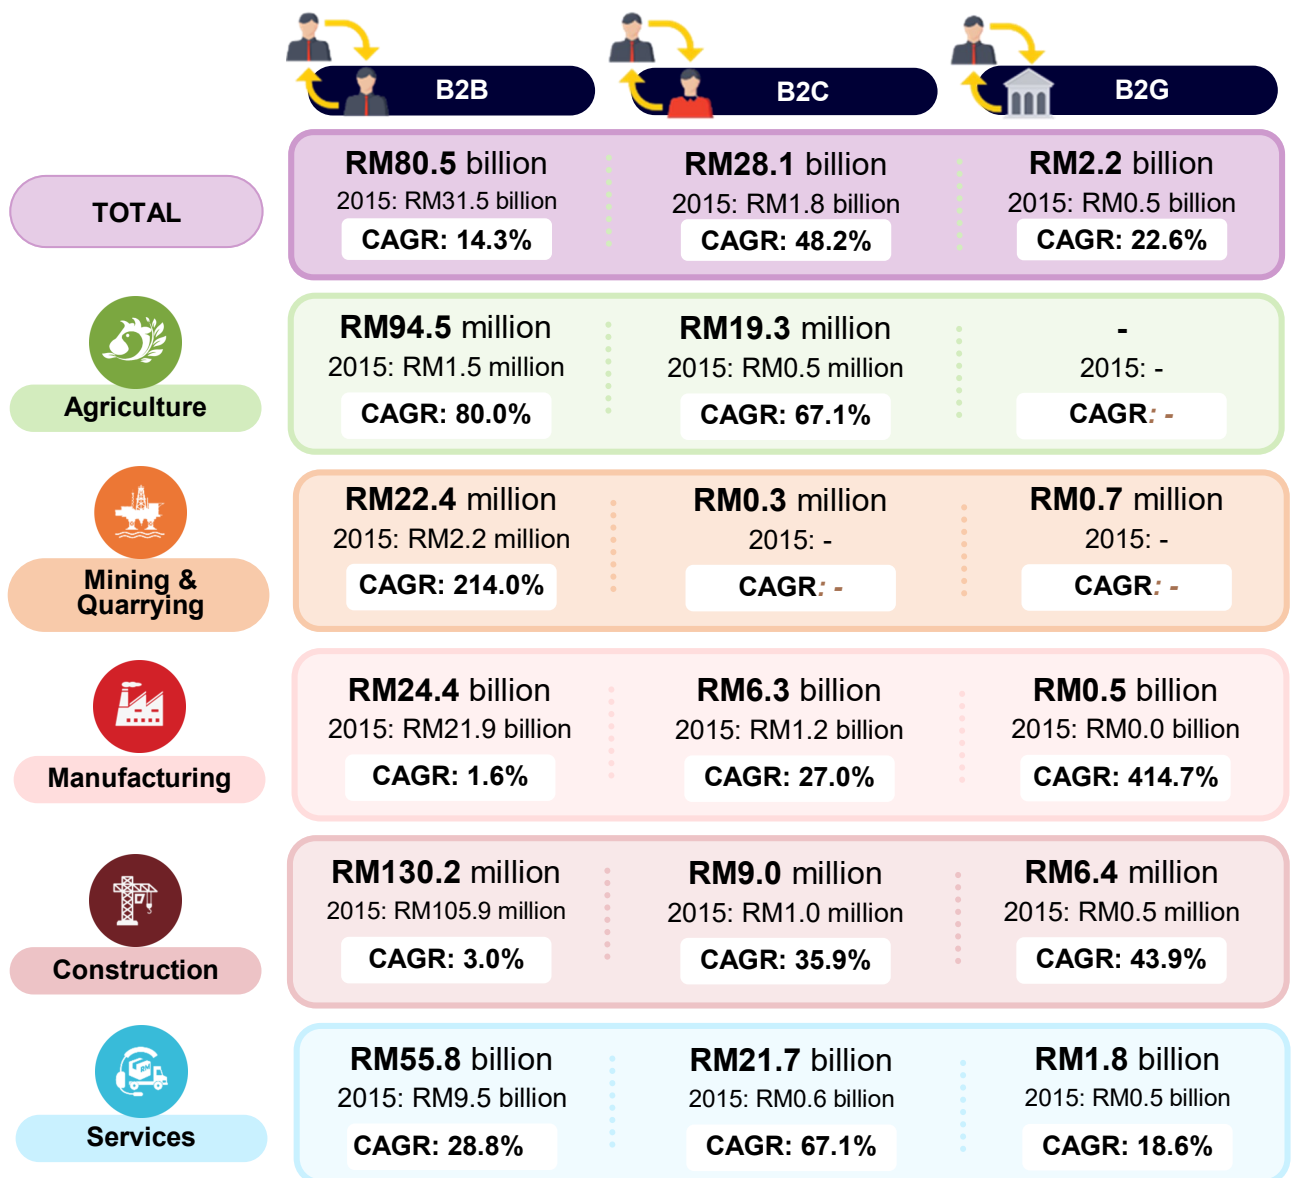 B2B
B2C
B2G
TOTAL
RM80.5 billion
2015: RM31.5 billion
CAGR: 14.3%
RM28.1 billion
2015: RM1.8 billion
CAGR: 48.2%
RM2.2 billion
2015: RM0.5 billion
CAGR: 22.6%
Agriculture
RM94.5 million
2015: RM1.5 million
CAGR: 80.0%
RM19.3 million
2015: RM0.5 million
CAGR: 67.1%
-
2015: -
CAGR: -
Mining &
Quarrying
RM22.4 million
2015: RM2.2 million
CAGR: 214.0%
RM0.3 million
2015: -
CAGR: -
RM0.7 million
2015: -
CAGR: -
Manufacturing
RM24.4 billion
2015: RM21.9 billion
CAGR: 1.6%
RM6.3 billion
2015: RM1.2 billion
CAGR: 27.0%
RM0.5 billion
2015: RM0.0 billion
CAGR: 414.7%
Construction
RM130.2 million
2015: RM105.9 million
CAGR: 3.0%
RM9.0 million
2015: RM1.0 million
CAGR: 35.9%
RM6.4 million
2015: RM0.5 million
CAGR: 43.9%
Services
RM55.8 billion
2015: RM9.5 billion
CAGR: 28.8%
RM21.7 billion
2015: RM0.6 billion
CAGR: 67.1%
RM1.8 billion
2015: RM0.5 billion
CAGR: 18.6%